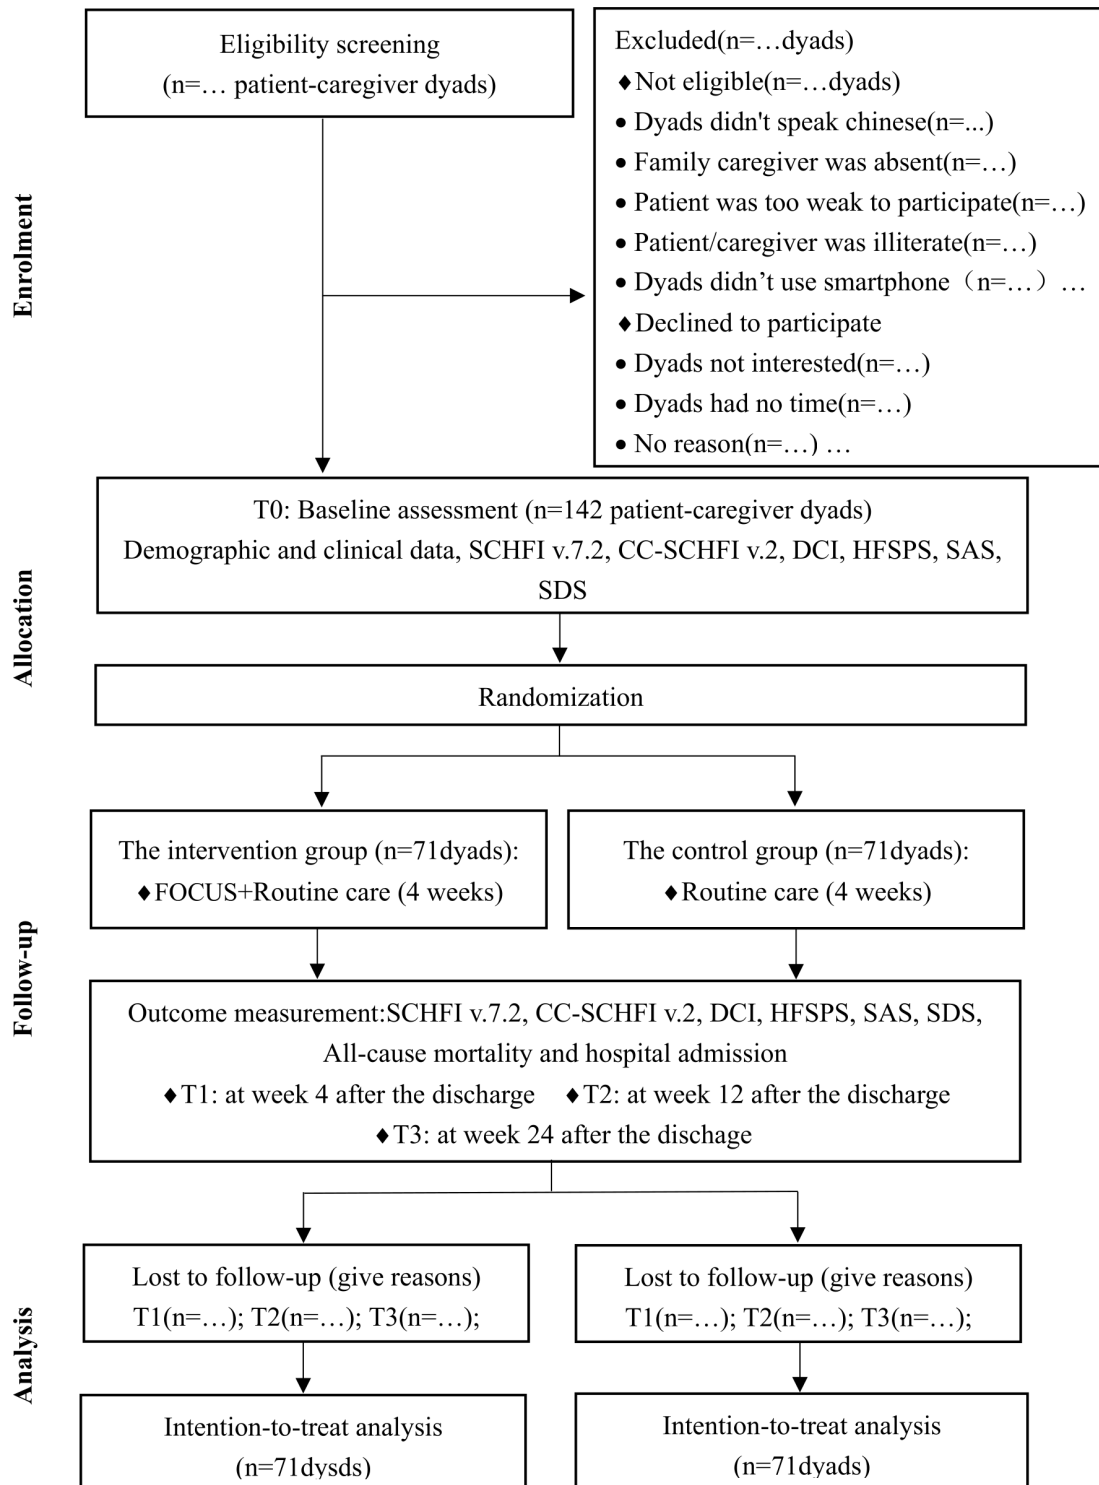 Eligibility screening
(n=… patient-caregiver dyads)
Excluded(n=…dyads)
♦Not eligible(n=…dyads)
• Dyads didn't speak chinese(n=...)
• Family caregiver was absent(n=…)
• Patient was too weak to participate(n=…)
• Patient/caregiver was illiterate(n=…)
• Dyads didn’t use smartphone（n=…）…
♦Declined to participate
• Dyads not interested(n=…)
• Dyads had no time(n=…)
• No reason(n=…) …
Enrolment
T0: Baseline assessment (n=142 patient-caregiver dyads)
Demographic and clinical data, SCHFI v.7.2, CC-SCHFI v.2, DCI, HFSPS, SAS,
SDS
Allocation
Randomization
The intervention group (n=71dyads):
♦FOCUS+Routine care (4 weeks)
The control group (n=71dyads):
♦Routine care (4 weeks)
Follow-up
Outcome measurement:SCHFI v.7.2, CC-SCHFI v.2, DCI, HFSPS, SAS, SDS,
All-cause mortality and hospital admission
♦T1: at week 4 after the discharge ♦T2: at week 12 after the discharge
♦T3: at week 24 after the dischage
Lost to follow-up (give reasons)
T1(n=…); T2(n=…); T3(n=…);
Lost to follow-up (give reasons)
T1(n=…); T2(n=…); T3(n=…);
Analysis
Intention-to-treat analysis
(n=71dysds)
Intention-to-treat analysis
(n=71dyads)